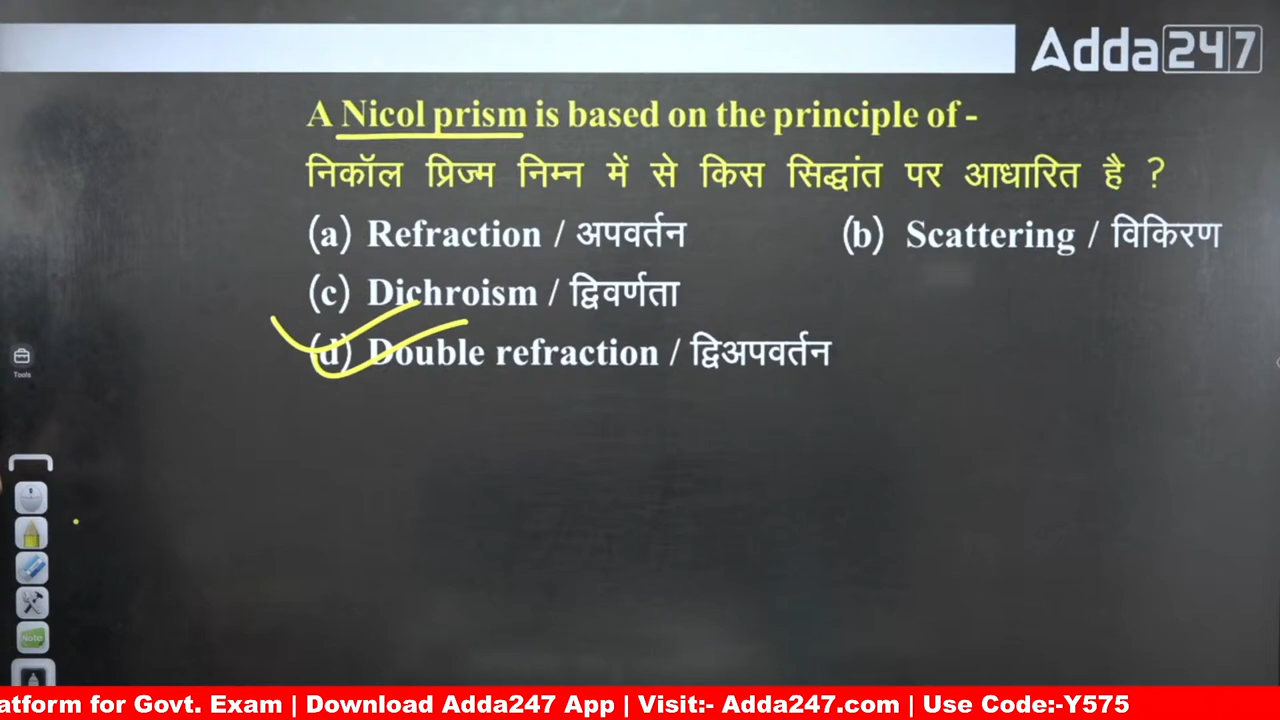 Adda247
A Nicol prism is based on the principle of -
निकॉल प्रिज्म निम्न में से किस सिद्धांत पर आधारित है ?
(a) Refraction / अपवर्तन (b) Scattering / विकिरण
(c) Dichroism / द्विवर्णता
(d) Double refraction / द्विअपवर्तन
Tools
Note
atform for Govt. Exam | Download Adda247 App | Visit:- Adda247.com | Use Code:-Y575